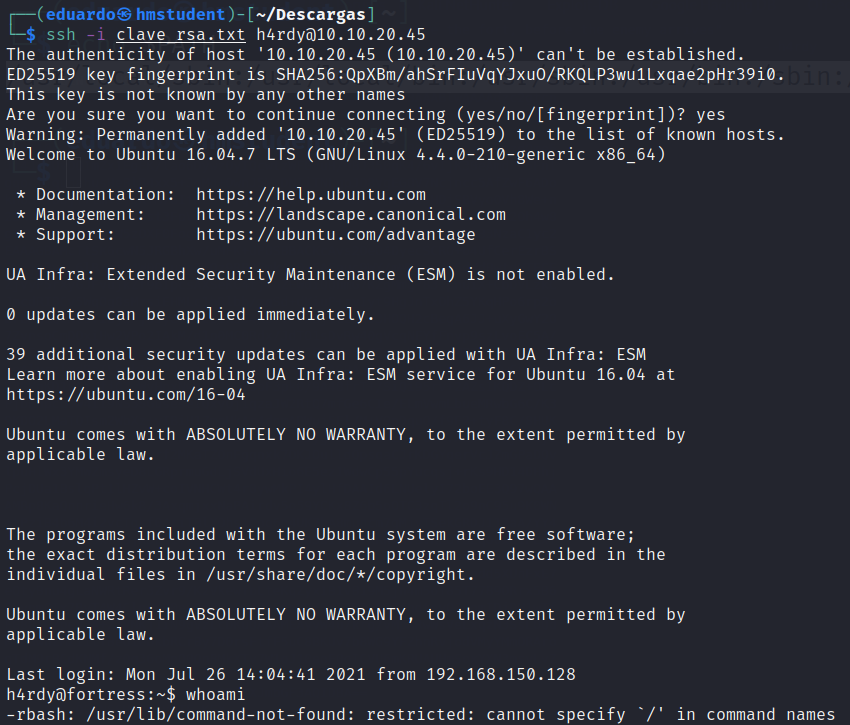 ┌──(eduardo㉿hmstudent)-[~/Descargas]
└─$ ssh -i clave_rsa.txt h4rdy@10.10.20.45
The authenticity of host '10.10.20.45 (10.10.20.45)' can't be established.
ED25519 key fingerprint is SHA256:QpXBm/ahSrFIuVqYJxuO/RKQLP3wu1Lxqae2pHr39i0.
This key is not known by any other names
Are you sure you want to continue connecting (yes/no/[fingerprint])? yes
Warning: Permanently added '10.10.20.45' (ED25519) to the list of known hosts.
Welcome to Ubuntu 16.04.7 LTS (GNU/Linux 4.4.0-210-generic x86_64)
* Documentation:  https://help.ubuntu.com
* Management:     https://landscape.canonical.com
* Support:        https://ubuntu.com/advantage
UA Infra: Extended Security Maintenance (ESM) is not enabled.
0 updates can be applied immediately.
39 additional security updates can be applied with UA Infra: ESM
Learn more about enabling UA Infra: ESM service for Ubuntu 16.04 at
https://ubuntu.com/16-04
Ubuntu comes with ABSOLUTELY NO WARRANTY, to the extent permitted by
applicable law.
The programs included with the Ubuntu system are free software;
the exact distribution terms for each program are described in the
individual files in /usr/share/doc/*/copyright.
Ubuntu comes with ABSOLUTELY NO WARRANTY, to the extent permitted by
applicable law.
Last login: Mon Jul 26 14:04:41 2021 from 192.168.150.128
h4rdy@fortress:~$ whoami
-rbash: /usr/lib/command-not-found: restricted: cannot specify `/' in command names